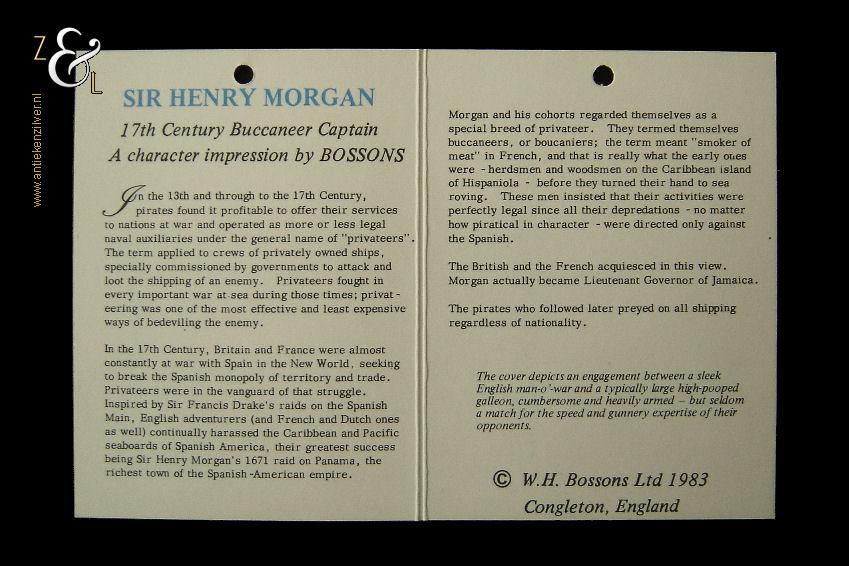 Z & L
www.antiekenzilver.nl
SIR HENRY MORGAN
17th Century Buccaneer Captain
A character impression by BOSSONS
In the 13th and through to the 17th Century,
pirates found it profitable to offer their services
to nations at war and operated as more or less legal
naval auxiliaries under the general name of "privateers".
The term applied to crews of privately owned ships,
specially commissioned by governments to attack and
loot the shipping of an enemy. Privateers fought in
every important war at sea during those times; privat-
eering was one of the most effective and least expensive
ways of bedeviling the enemy.
In the 17th Century, Britain and France were almost
constantly at war with Spain in the New World, seeking
to break the Spanish monopoly of territory and trade.
Privateers were in the vanguard of that struggle.
Inspired by Sir Francis Drake's raids on the Spanish
Main, English adventurers (and French and Dutch ones
as well) continually harassed the Caribbean and Pacific
seaboards of Spanish America, their greatest success
being Sir Henry Morgan's 1671 raid on Panama, the
richest town of the Spanish-American empire.
Morgan and his cohorts regarded themselves as a
special breed of privateer. They termed themselves
buccaneers, or boucaniers; the term meant "smoker of
meat" in French, and that is really what the early ones
were - herdsmen and woodsmen on the Caribbean island
of Hispaniola - before they turned their hand to sea
roving. These men insisted that their activities were
perfectly legal since all their depredations - no matter
how piratical in character - were directed only against
the Spanish.
The British and the French acquiesced in this view.
Morgan actually became Lieutenant Governor of Jamaica.
The pirates who followed later preyed on all shipping
regardless of nationality.
The cover depicts an engagement between a sleek
English man-o'-war and a typically large high-pooped
galleon, cumbersome and heavily armed – but seldom
a match for the speed and gunnery expertise of their
opponents.
© W.H. Bossons Ltd 1983
Congleton, England